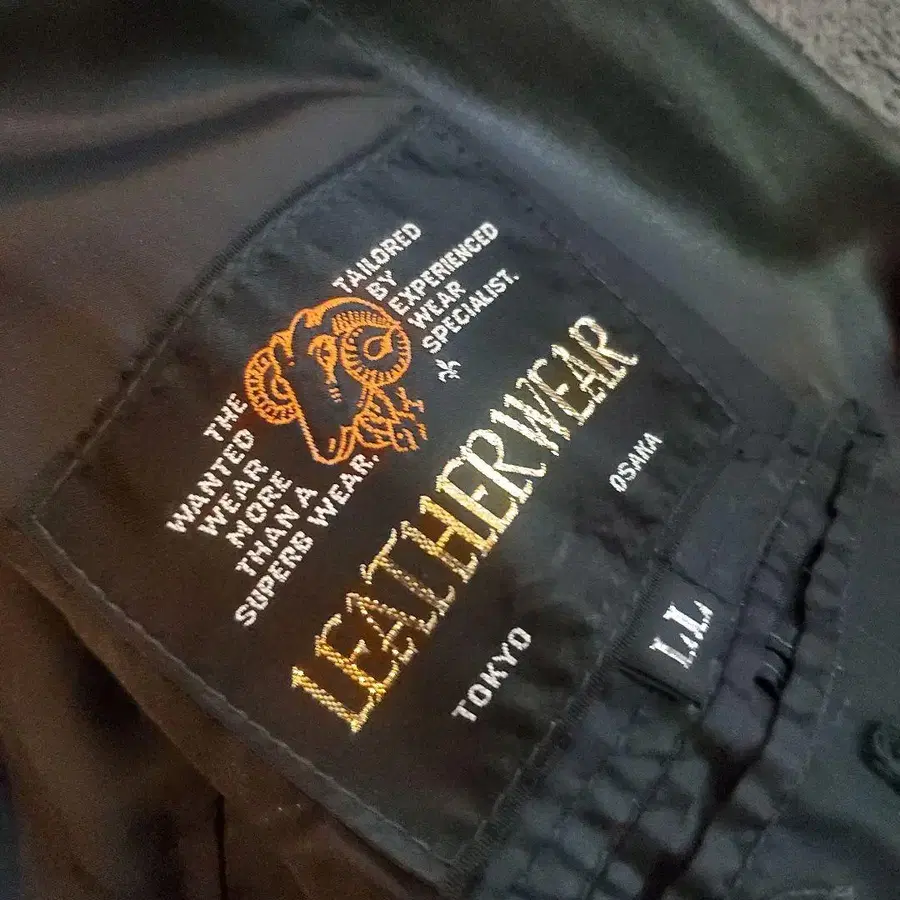 THE
WANTED
WEAR
MORE
THAN A
SUPERB WEAR.
TAILORED
BY
EXPERIENCED
WEAR
SPECIALIST.
LEATHERWEAR
TOKYO
OSAKA
LL